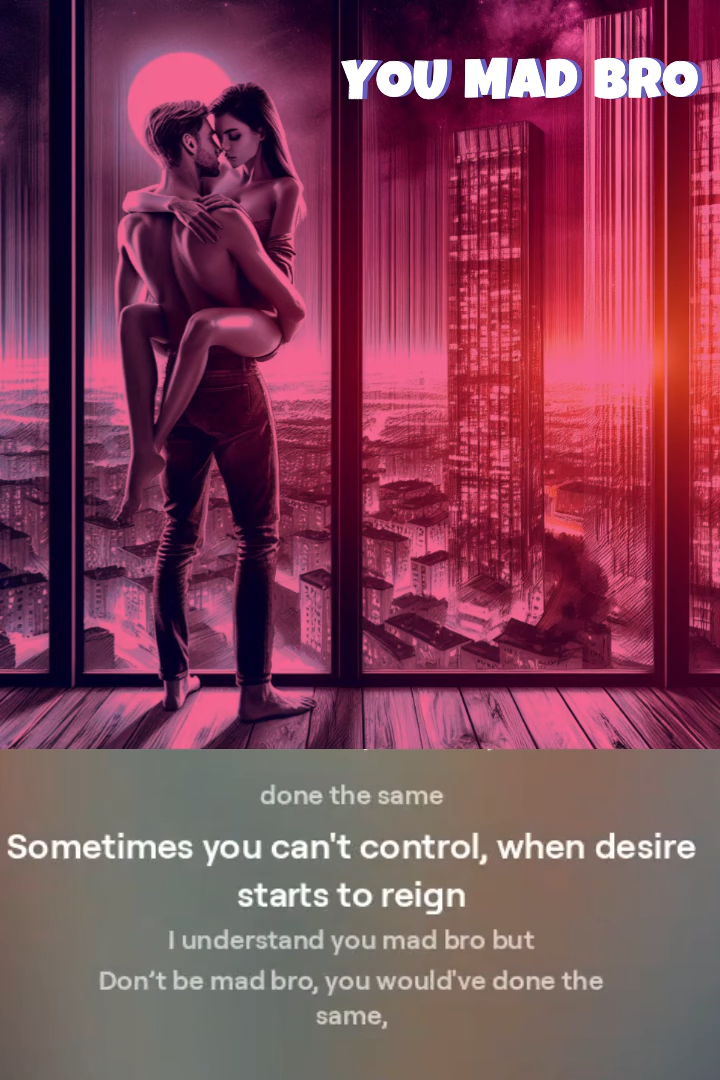 YOU MAD BRO
done the same
Sometimes you can't control, when desire
starts to reign
I understand you mad bro but
Don’t be mad bro, you would've done the
same,